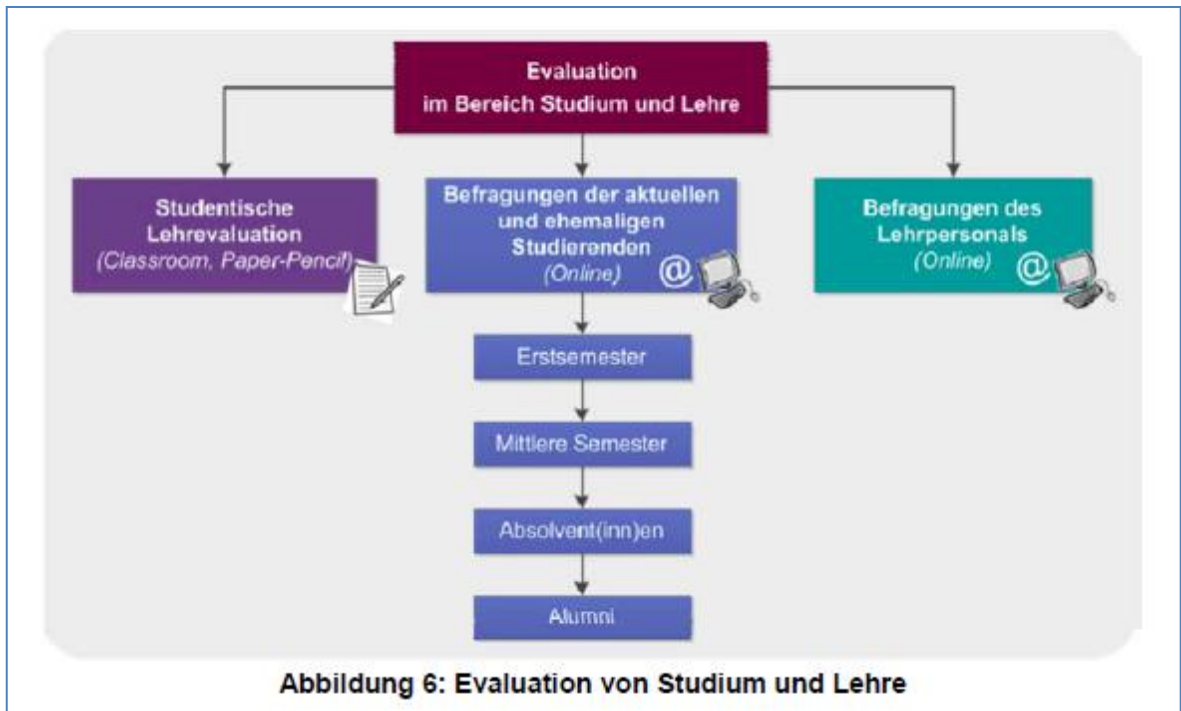 Evaluation
im Bereich Studium und Lehre
Studentische
Lehrevaluation
(Classroom, Paper-Pencil)
Befragungen der aktuellen
und ehemaligen
Studierenden
(Online)
@
Befragungen des
Lehrpersonals
(Online)
@
Erstsemester
Mittlere Semester
Absolvent(inn)en
Alumni
Abbildung 6: Evaluation von Studium und Lehre